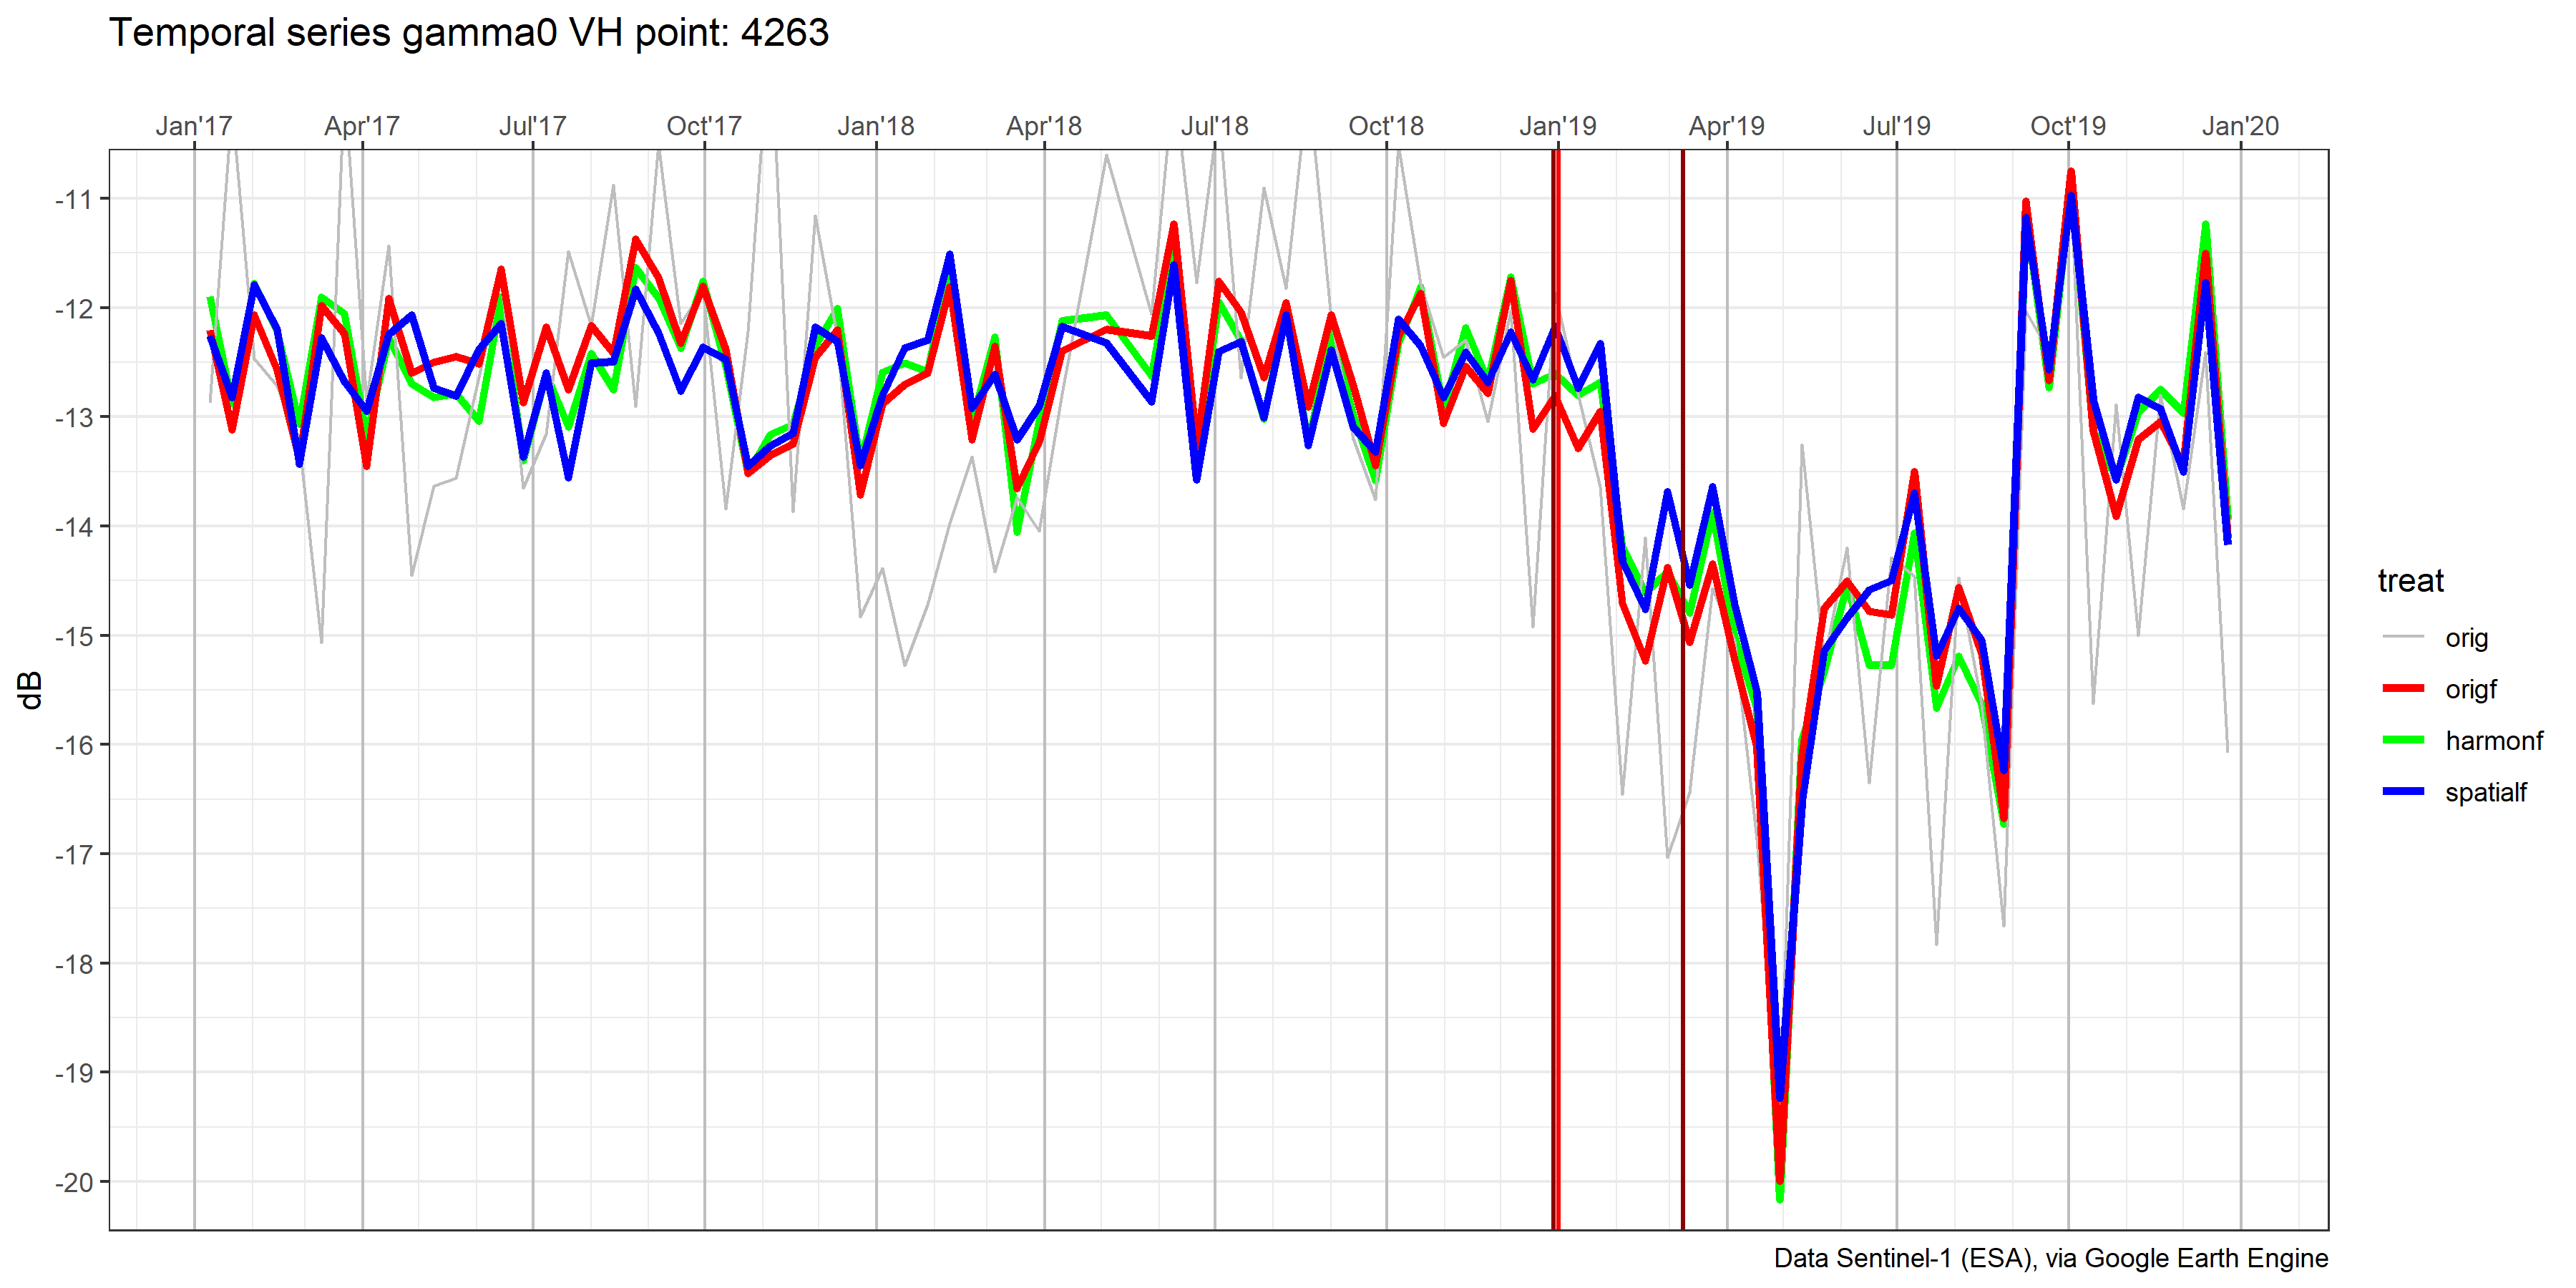 Temporal series gamma0 VH point: 4263
Jan'17 Apr'17 Jul'17 Oct'17 Jan'18 Apr'18 Jul'18 Oct'18 Jan'19 Apr'19 Jul'19 Oct'19 Jan'20
-11
-12
-13
-14
-15
-16
-17
-18
-19
-20
dB
treat
orig
origf
harmonf
spatialf
Data Sentinel-1 (ESA), via Google Earth Engine